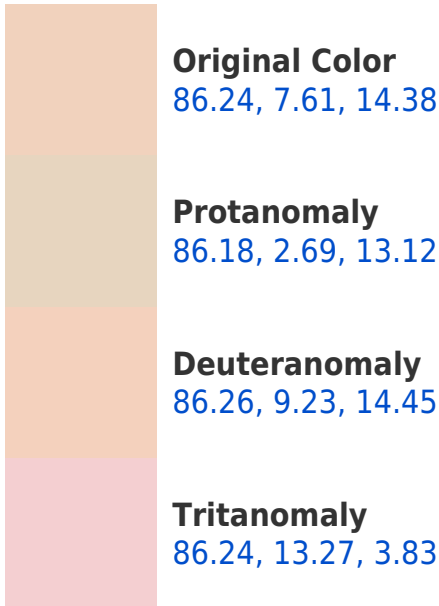 Original Color
86.24, 7.61, 14.38
Protanomaly
86.18, 2.69, 13.12
Deuteranomaly
86.26, 9.23, 14.45
Tritanomaly
86.24, 13.27, 3.83